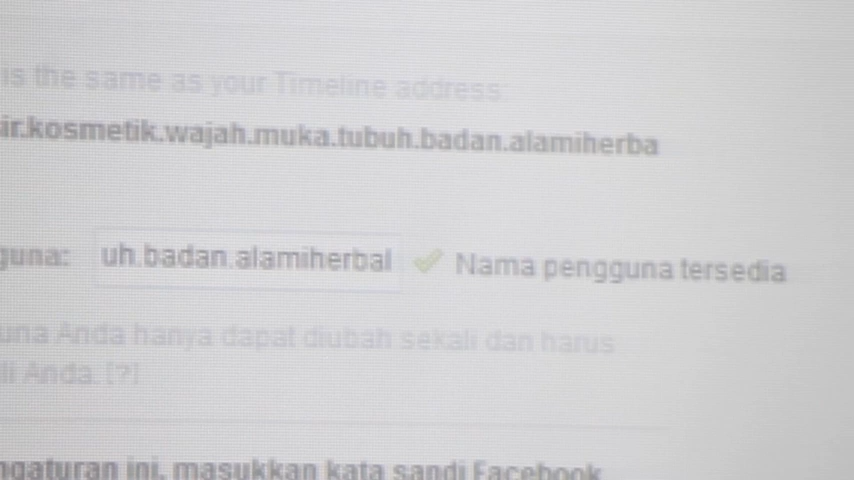 is the same as your Timeline address:
ir.kosmetik.wajah.muka.tubuh.badan.alamiherba
guna: uh.badan.alamiherbal Nama pengguna tersedia
una Anda hanya dapat diubah sekali dan harus
li Anda. [?]
ngaturan ini, masukkan kata sandi Facebook